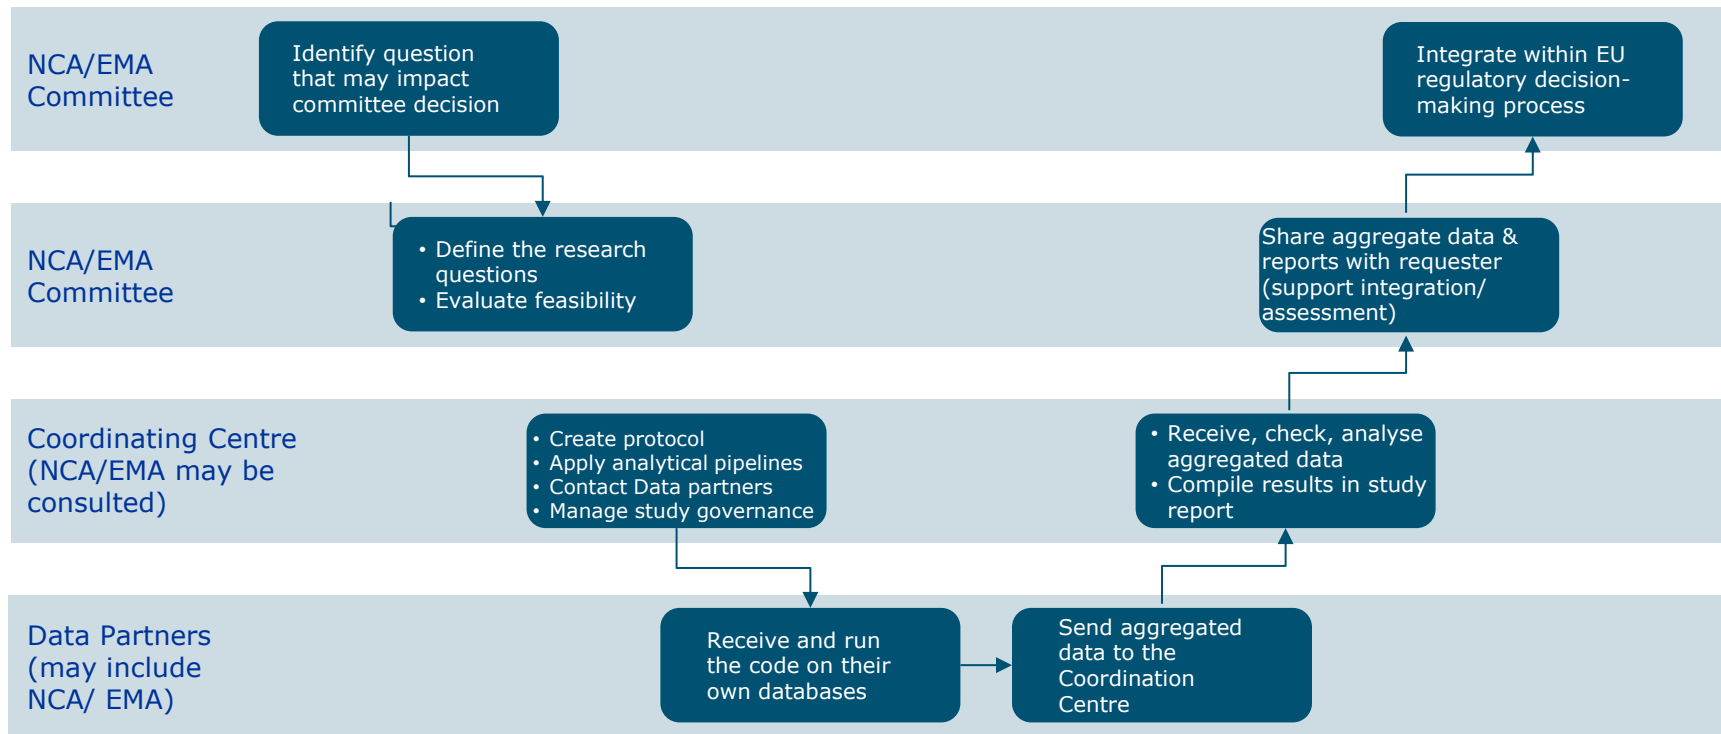 NCA/EMA
Committee
Identify question
that may impact
committee decision
Integrate within EU
regulatory decision-
making process
NCA/EMA
Committee
• Define the research
questions
• Evaluate feasibility
Share aggregate data &
reports with requester
(support integration/
assessment)
Coordinating Centre
(NCA/EMA may be
consulted)
• Create protocol
• Apply analytical pipelines
• Contact Data partners
• Manage study governance
• Receive, check, analyse
aggregated data
• Compile results in study
report
Data Partners
(may include
NCA/ EMA)
Receive and run
the code on their
own databases
Send aggregated
data to the
Coordination
Centre